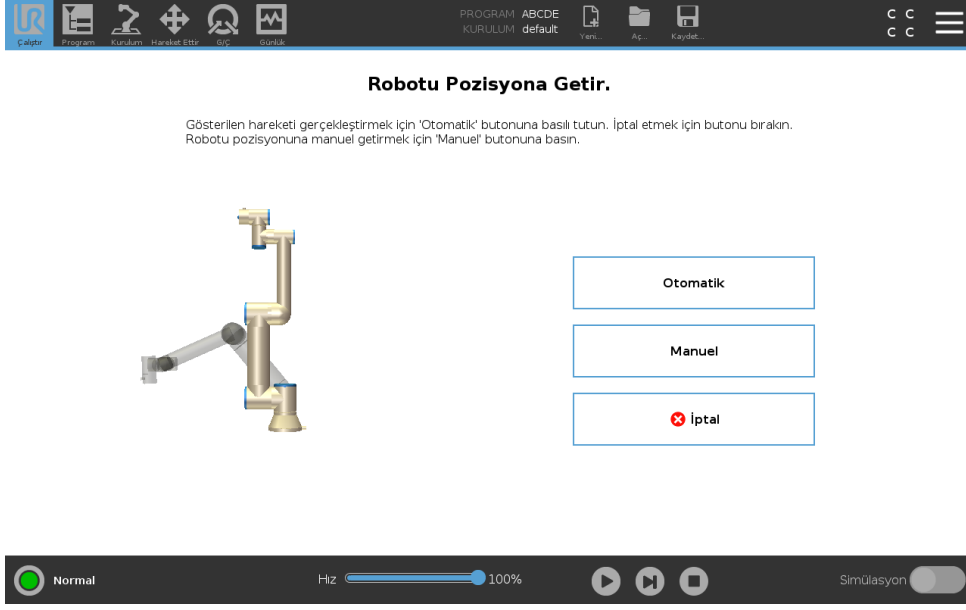 UR
Çalıştır
Program
Kurulum
Hareket Ettir
G/Ç
Günlük
PROGRAM ABCDE
KURULUM default
Yeni...
Aç...
Kaydet...
C C
C C
Robotu Pozisyona Getir.
Gösterilen hareketi gerçekleştirmek için 'Otomatik' butonuna basılı tutun. İptal etmek için butonu bırakın.
Robotu pozisyonuna manuel getirmek için 'Manuel' butonuna basın.
Otomatik
Manuel
İptal
Normal
Hız
100%
Simülasyon